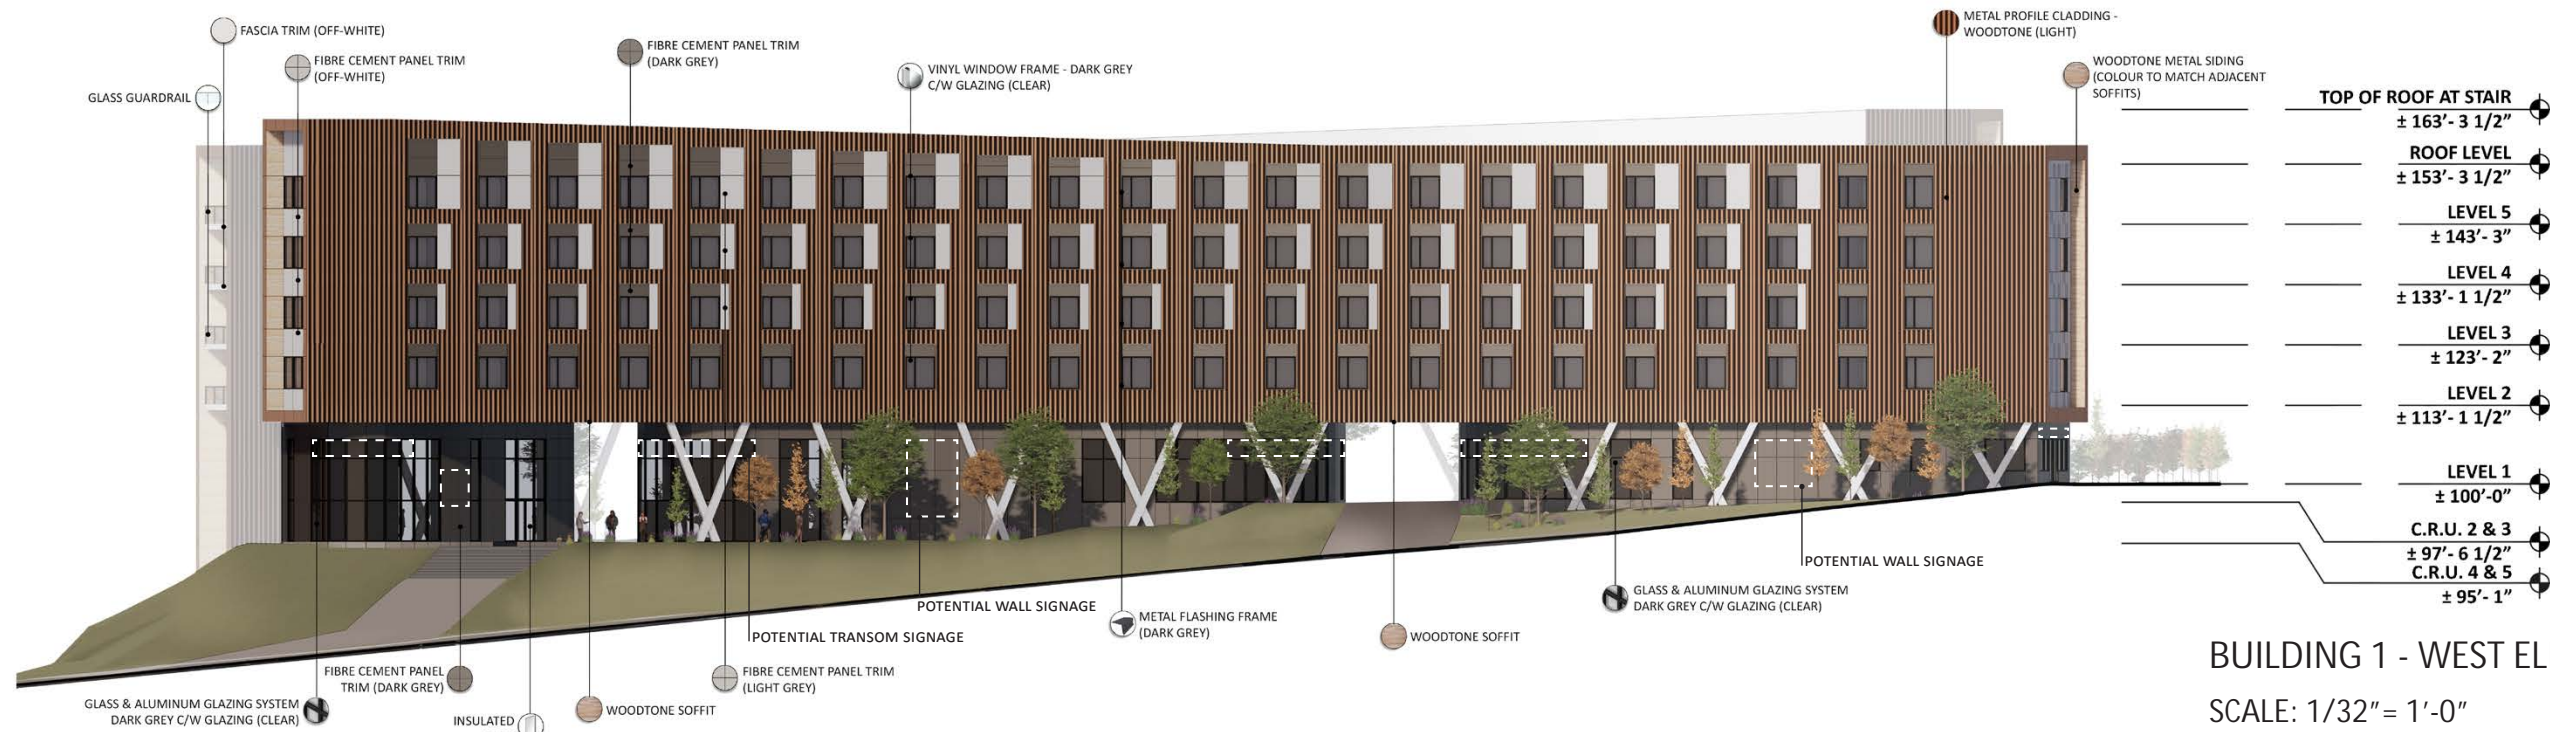 FASCIA TRIM (OFF-WHITE)
FIBRE CEMENT PANEL TRIM
(OFF-WHITE)
GLASS GUARDRAIL
FIBRE CEMENT PANEL TRIM
(DARK GREY)
VINYL WINDOW FRAME - DARK GREY
C/W GLAZING (CLEAR)
METAL PROFILE CLADDING -
WOODTONE (LIGHT)
WOODTONE METAL SIDING
(COLOUR TO MATCH ADJACENT
SOFFITS)
TOP OF ROOF AT STAIR
± 163'- 3 1/2"
ROOF LEVEL
± 153'- 3 1/2"
LEVEL 5
± 143'- 3"
LEVEL 4
± 133'- 1 1/2"
LEVEL 3
± 123'- 2"
LEVEL 2
± 113'- 1 1/2"
LEVEL 1
± 100'-0"
C.R.U. 2 & 3
± 97'- 6 1/2"
C.R.U. 4 & 5
± 95'- 1"
POTENTIAL WALL SIGNAGE
GLASS & ALUMINUM GLAZING SYSTEM
DARK GREY C/W GLAZING (CLEAR)
POTENTIAL WALL SIGNAGE
METAL FLASHING FRAME
(DARK GREY)
WOODTONE SOFFIT
POTENTIAL TRANSOM SIGNAGE
FIBRE CEMENT PANEL
TRIM (DARK GREY)
FIBRE CEMENT PANEL TRIM
(LIGHT GREY)
GLASS & ALUMINUM GLAZING SYSTEM
DARK GREY C/W GLAZING (CLEAR)
INSULATED
WOODTONE SOFFIT
BUILDING 1 - WEST EL
SCALE: 1/32"= 1'-0"